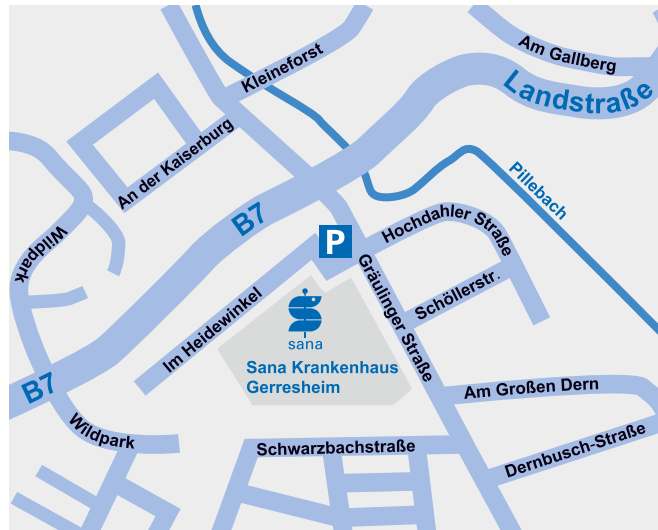 Am Gallberg
Kleineforst
Landstraße
An der Kaiserburg
Pillebach
B7
Wildpark
P
Hochdahler Straße
Gräulinger Straße
Schöllerstr.
Im Heidewinkel
sana
Sana Krankenhaus
Gerresheim
B7
Am Großen Dern
Wildpark
Schwarzbachstraße
Dernbusch-Straße